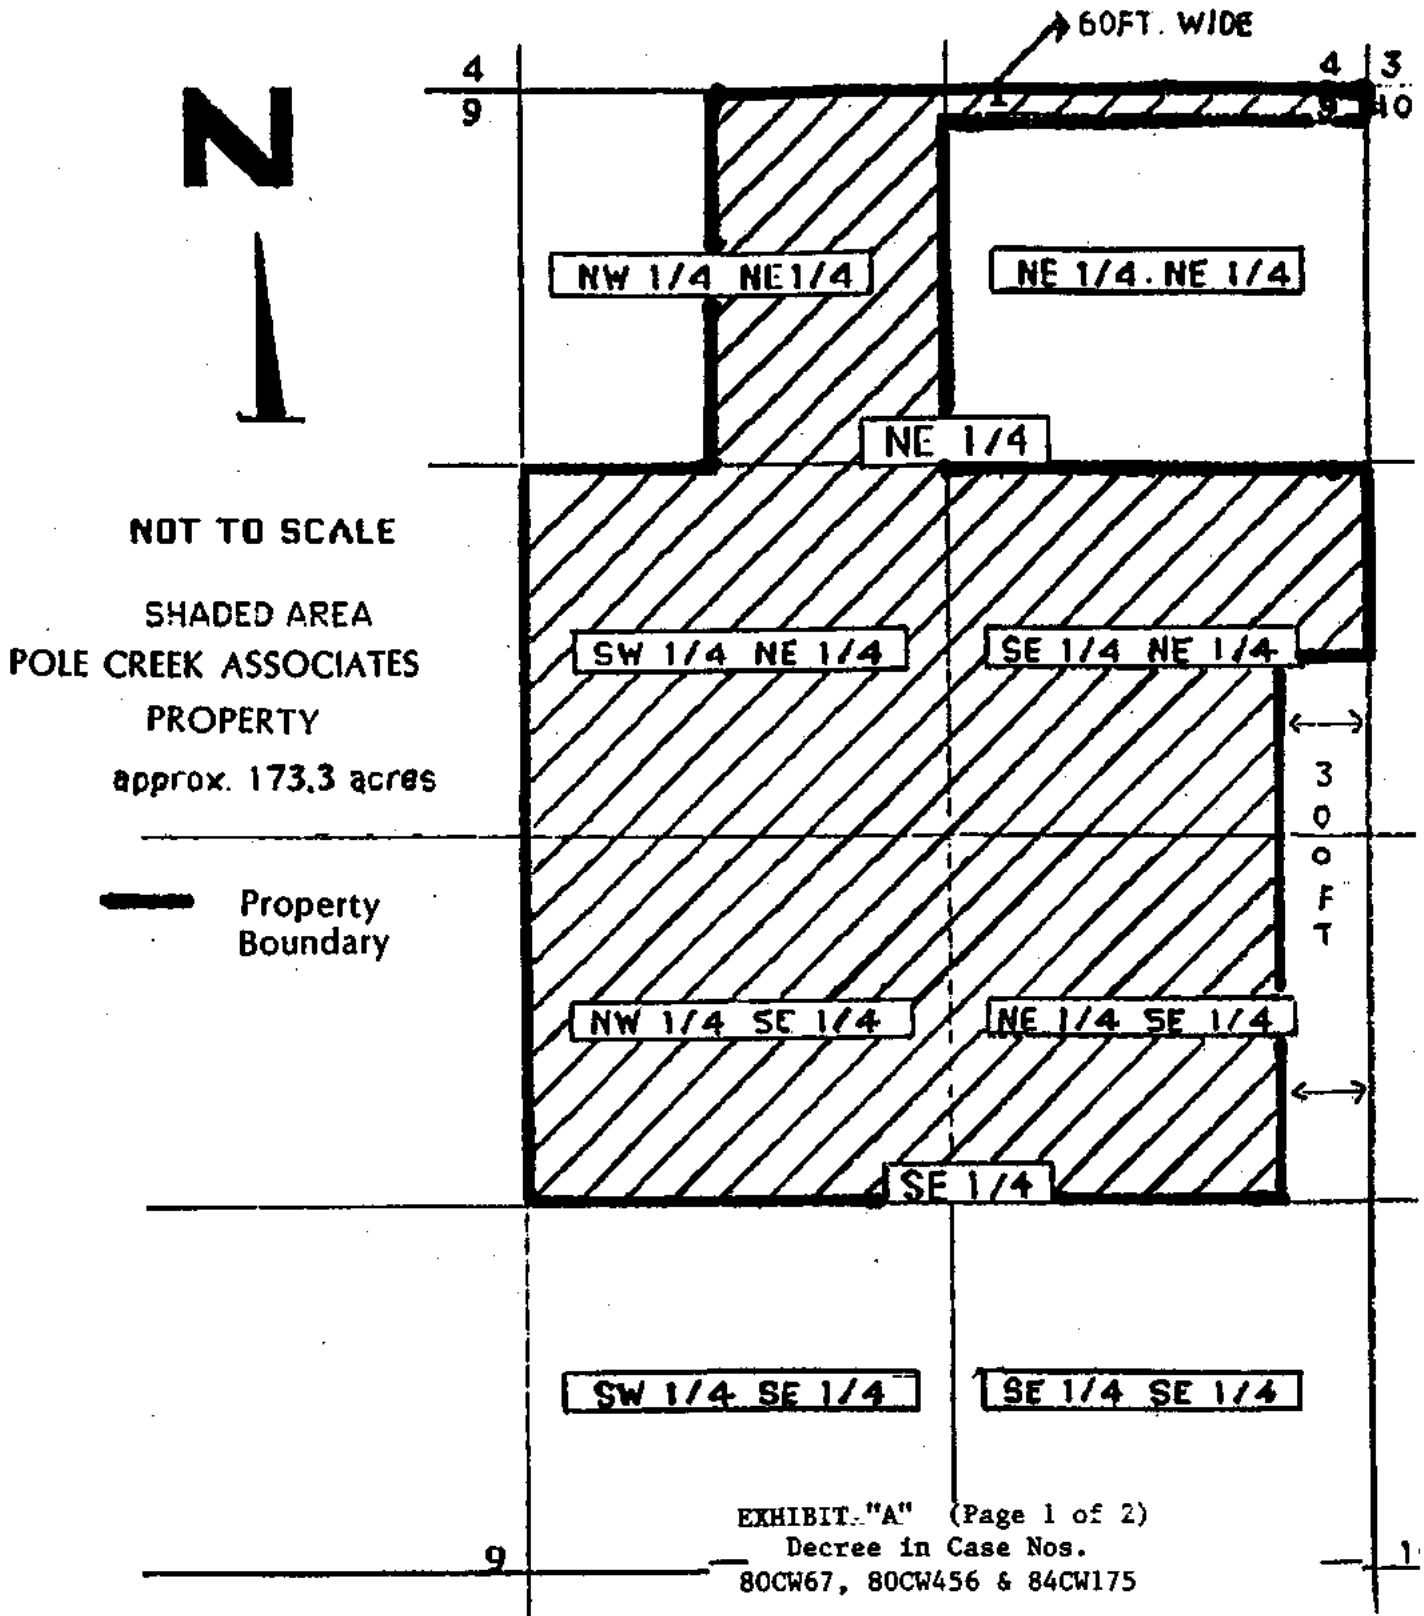 60FT. WIDE
4
4 3
9
9 10
N
NW 1/4 NE 1/4
NE 1/4. NE 1/4
NE 1/4
NOT TO SCALE
SHADED AREA
POLE CREEK ASSOCIATES
PROPERTY
approx. 173.3 acres
SW 1/4 NE 1/4
SE 1/4 NE 1/4
300FT
Property
Boundary
NW 1/4 SE 1/4
NE 1/4 SE 1/4
SE 1/4
SW 1/4 SE 1/4
SE 1/4 SE 1/4
EXHIBIT "A" (Page 1 of 2)
Decree in Case Nos.
80CW67, 80CW456 & 84CW175
9